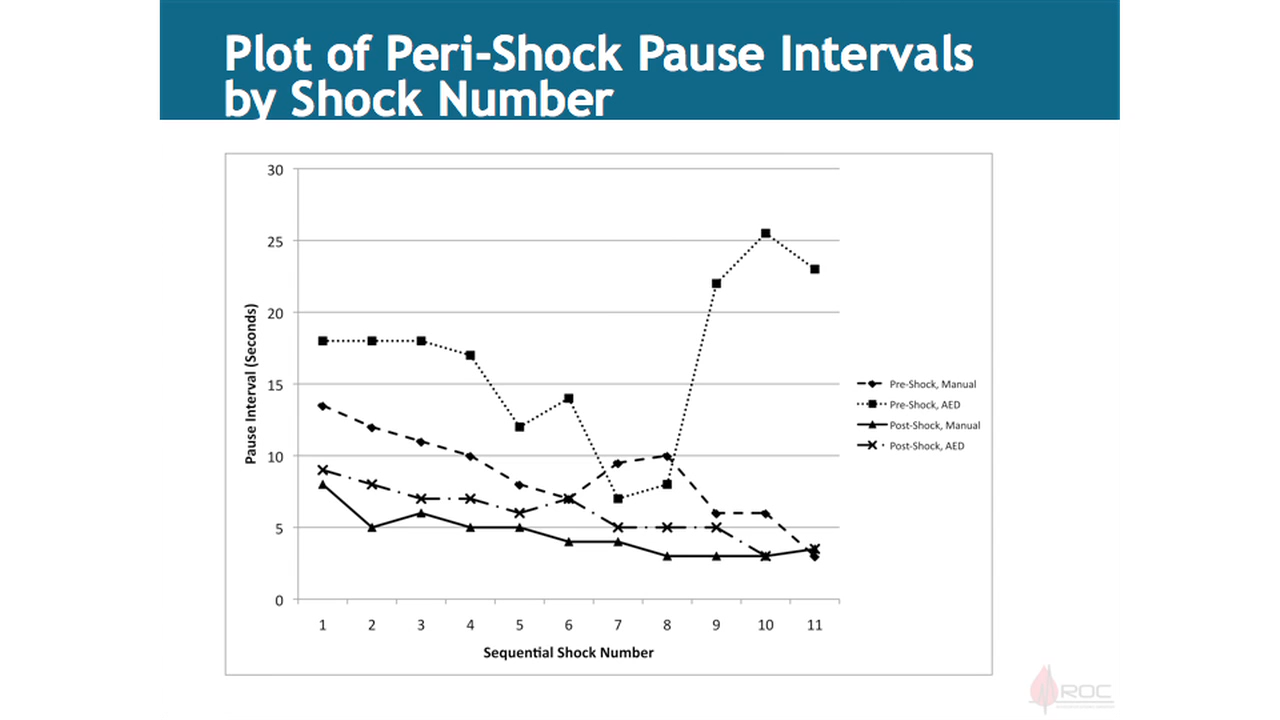 Plot of Peri-Shock Pause Intervals
by Shock Number
30
25
20
15
10
5
0
Pause Interval (Seconds)
1 2 3 4 5 6 7 8 9 10 11
Sequential Shock Number
Pre-Shock, Manual
Pre-Shock, AED
Post-Shock, Manual
Post-Shock, AED
ROC